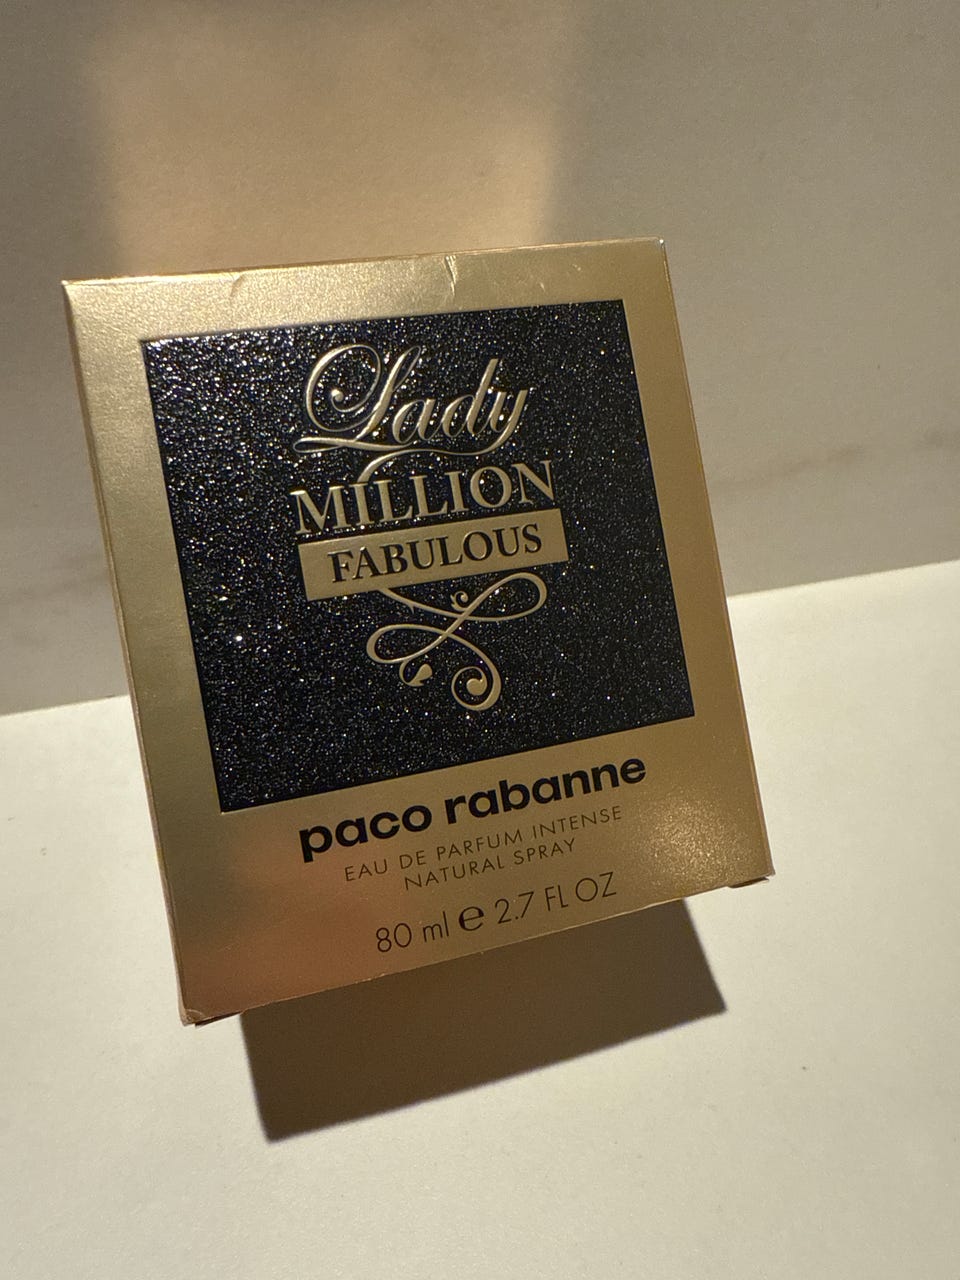 Lady
MILLION
FABULOUS
paco rabanne
EAU DE PARFUM INTENSE
NATURAL SPRAY
80 ml e 2.7 FL OZ